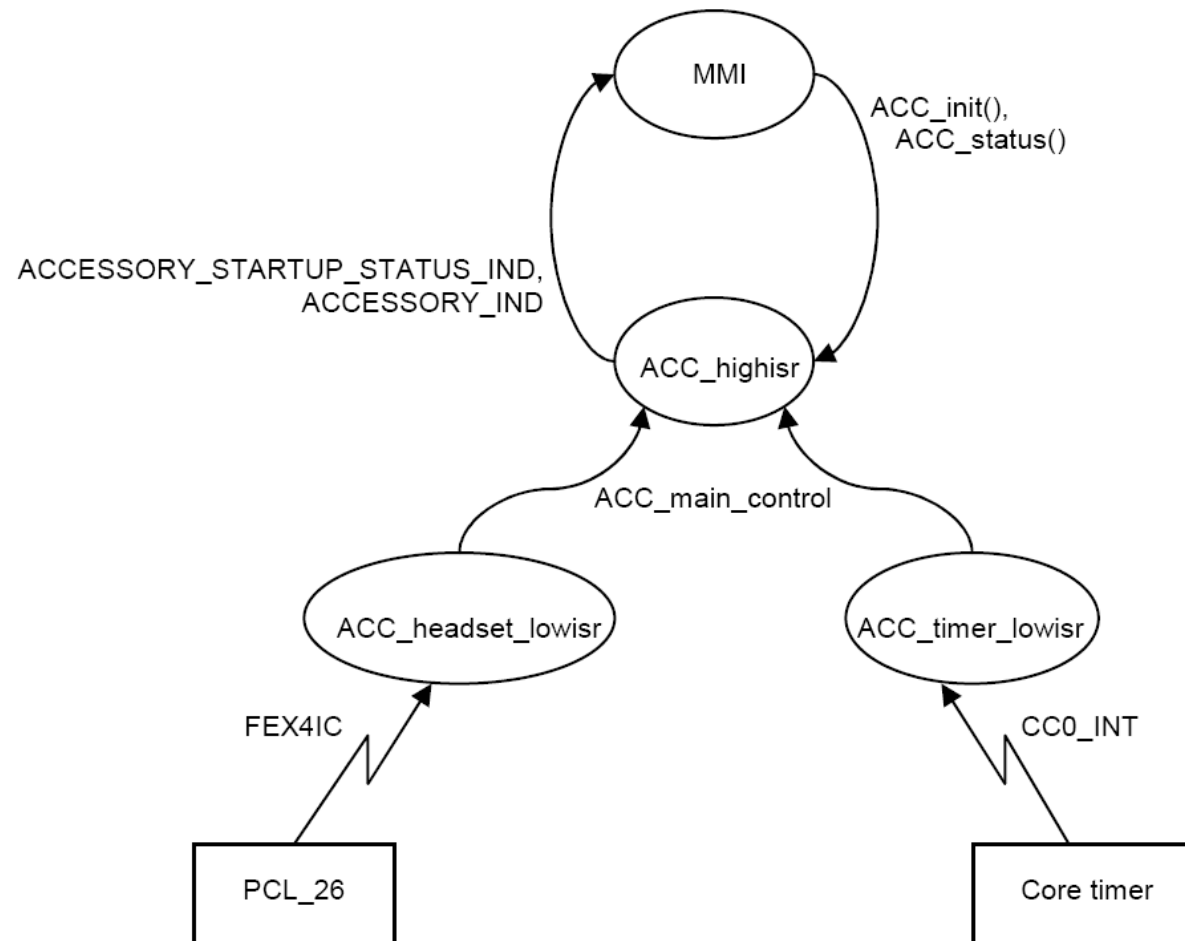 MMI
ACC_init(),
ACC_status()
ACCESSORY_STARTUP_STATUS_IND,
ACCESSORY_IND
ACC_highisr
ACC_main_control
ACC_headset_lowisr
ACC_timer_lowisr
FEX4IC
CC0_INT
PCL_26
Core timer